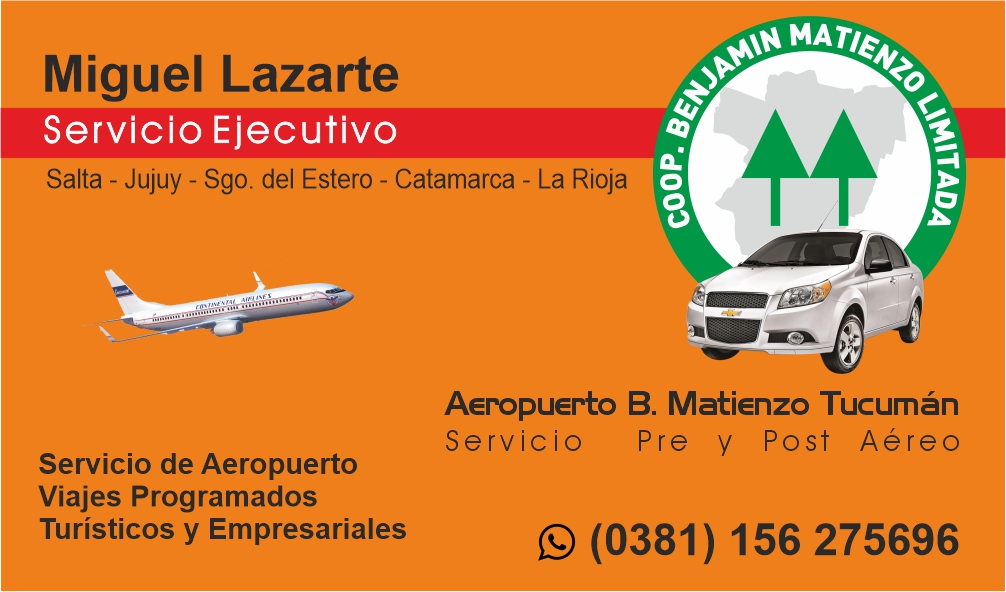 Miguel Lazarte
Servicio Ejecutivo
Salta - Jujuy - Sgo. del Estero - Catamarca - La Rioja
COOP. BENJAMIN MATIENZO LIMITADA
CONTINENTAL AIRLINES
Aeropuerto B. Matienzo Tucumán
Servicio Pre y Post Aéreo
Servicio de Aeropuerto
Viajes Programados
Turísticos y Empresariales
(0381) 156 275696